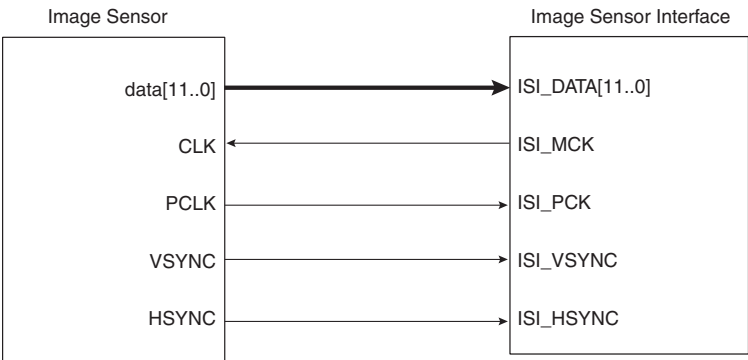 Image Sensor
Image Sensor Interface
data[11..0]
ISI_DATA[11..0]
CLK
ISI_MCK
PCLK
ISI_PCK
VSYNC
ISI_VSYNC
HSYNC
ISI_HSYNC